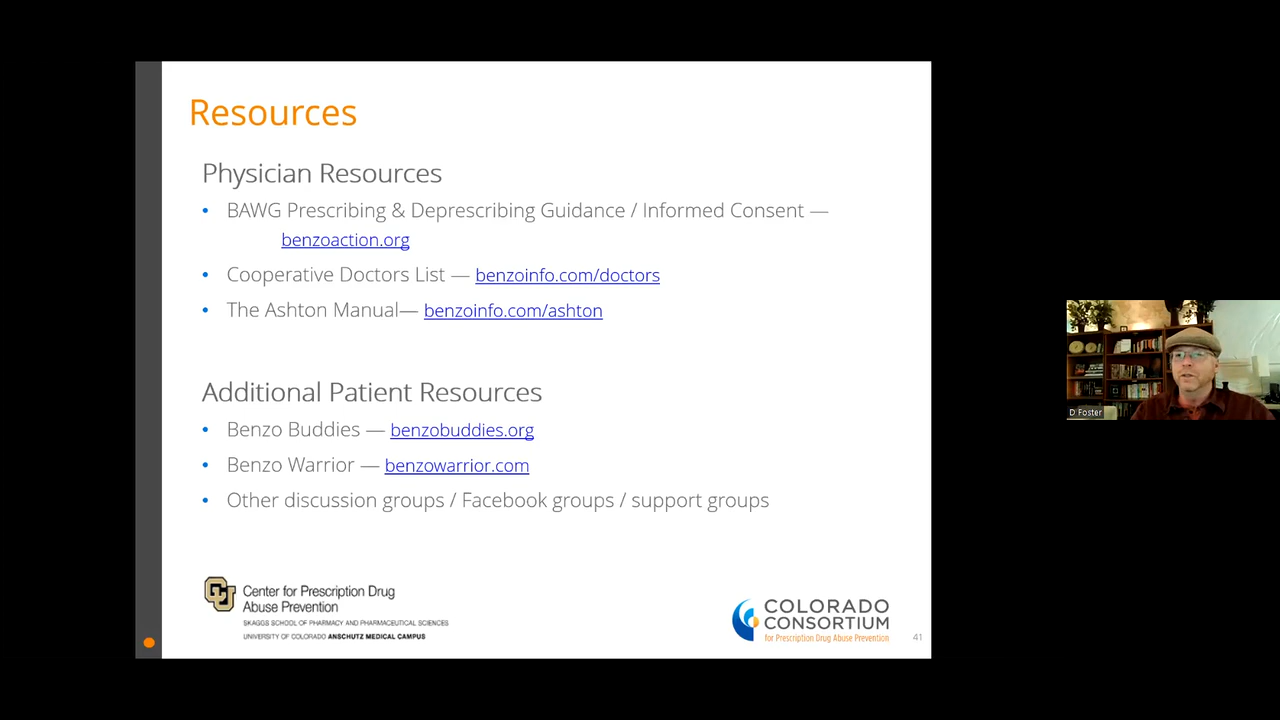 Resources
Physician Resources
• BAWG Prescribing & Deprescribing Guidance / Informed Consent —
benzoaction.org
• Cooperative Doctors List — benzoinfo.com/doctors
• The Ashton Manual— benzoinfo.com/ashton
Additional Patient Resources
• Benzo Buddies — benzobuddies.org
• Benzo Warrior — benzowarrior.com
• Other discussion groups / Facebook groups / support groups
CU
Center for Prescription Drug
Abuse Prevention
SKAGGS SCHOOL OF PHARMACY AND PHARMACEUTICAL SCIENCES
UNIVERSITY OF COLORADO ANSCHUTZ MEDICAL CAMPUS
COLORADO
CONSORTIUM
for Prescription Drug Abuse Prevention
41
D Foster